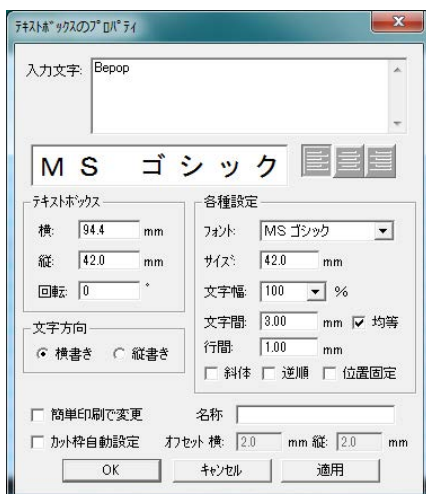 テキストボックスのプロパティ
入力文字: Bepop
ＭＳ ゴシック
テキストボックス
横: 94.4 mm
縦: 42.0 mm
回転: 0 °
文字方向
横書き 縦書き
各種設定
フォント: MS ゴシック
サイズ: 42.0 mm
文字幅: 100 %
文字間: 3.00 mm 均等
行間: 1.00 mm
斜体 逆順 位置固定
簡単印刷で変更 名称
カット枠自動設定 オフセット 横: 2.0 mm 縦: 2.0 mm
OK キャンセル 適用